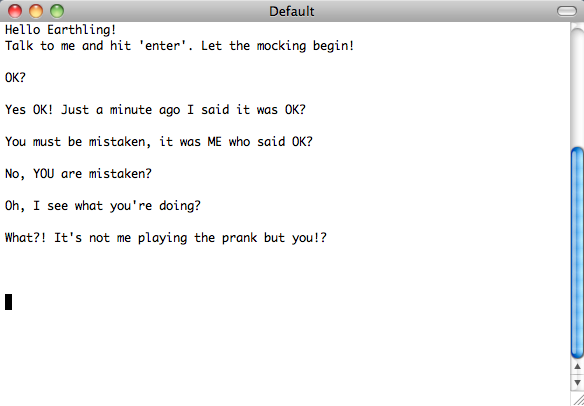 Default
Hello Earthling!
Talk to me and hit 'enter'. Let the mocking begin!
OK?
Yes OK! Just a minute ago I said it was OK?
You must be mistaken, it was ME who said OK?
No, YOU are mistaken?
Oh, I see what you're doing?
What?! It's not me playing the prank but you!?